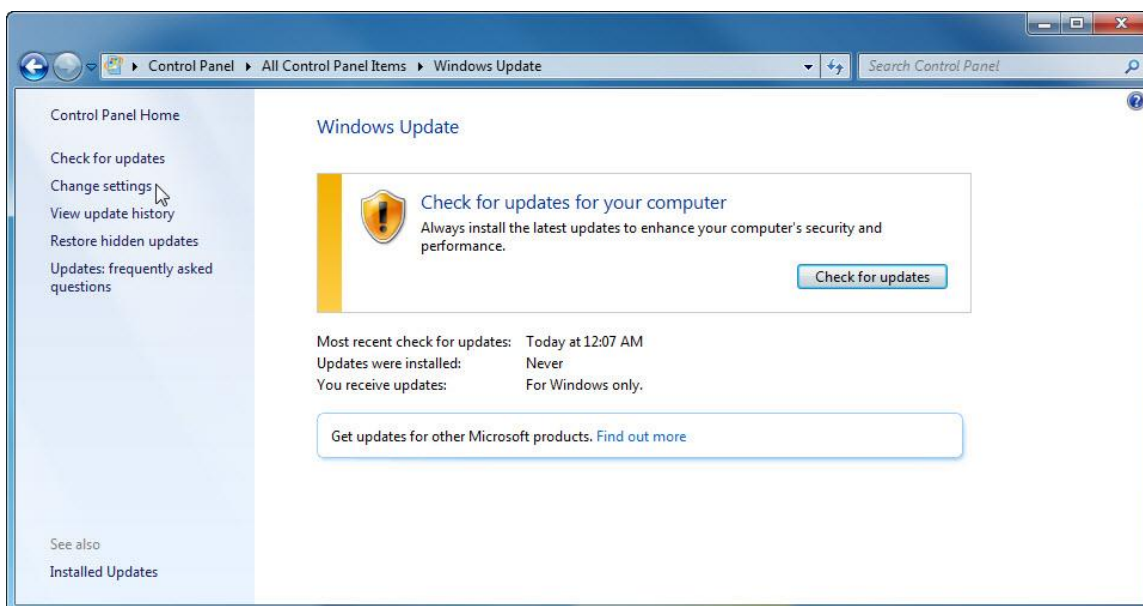 Control Panel ▸ All Control Panel Items ▸ Windows Update
Search Control Panel
Control Panel Home
Check for updates
Change settings
View update history
Restore hidden updates
Updates: frequently asked
questions
See also
Installed Updates
Windows Update
Check for updates for your computer
Always install the latest updates to enhance your computer's security and
performance.
Check for updates
Most recent check for updates: Today at 12:07 AM
Updates were installed: Never
You receive updates: For Windows only.
Get updates for other Microsoft products. Find out more